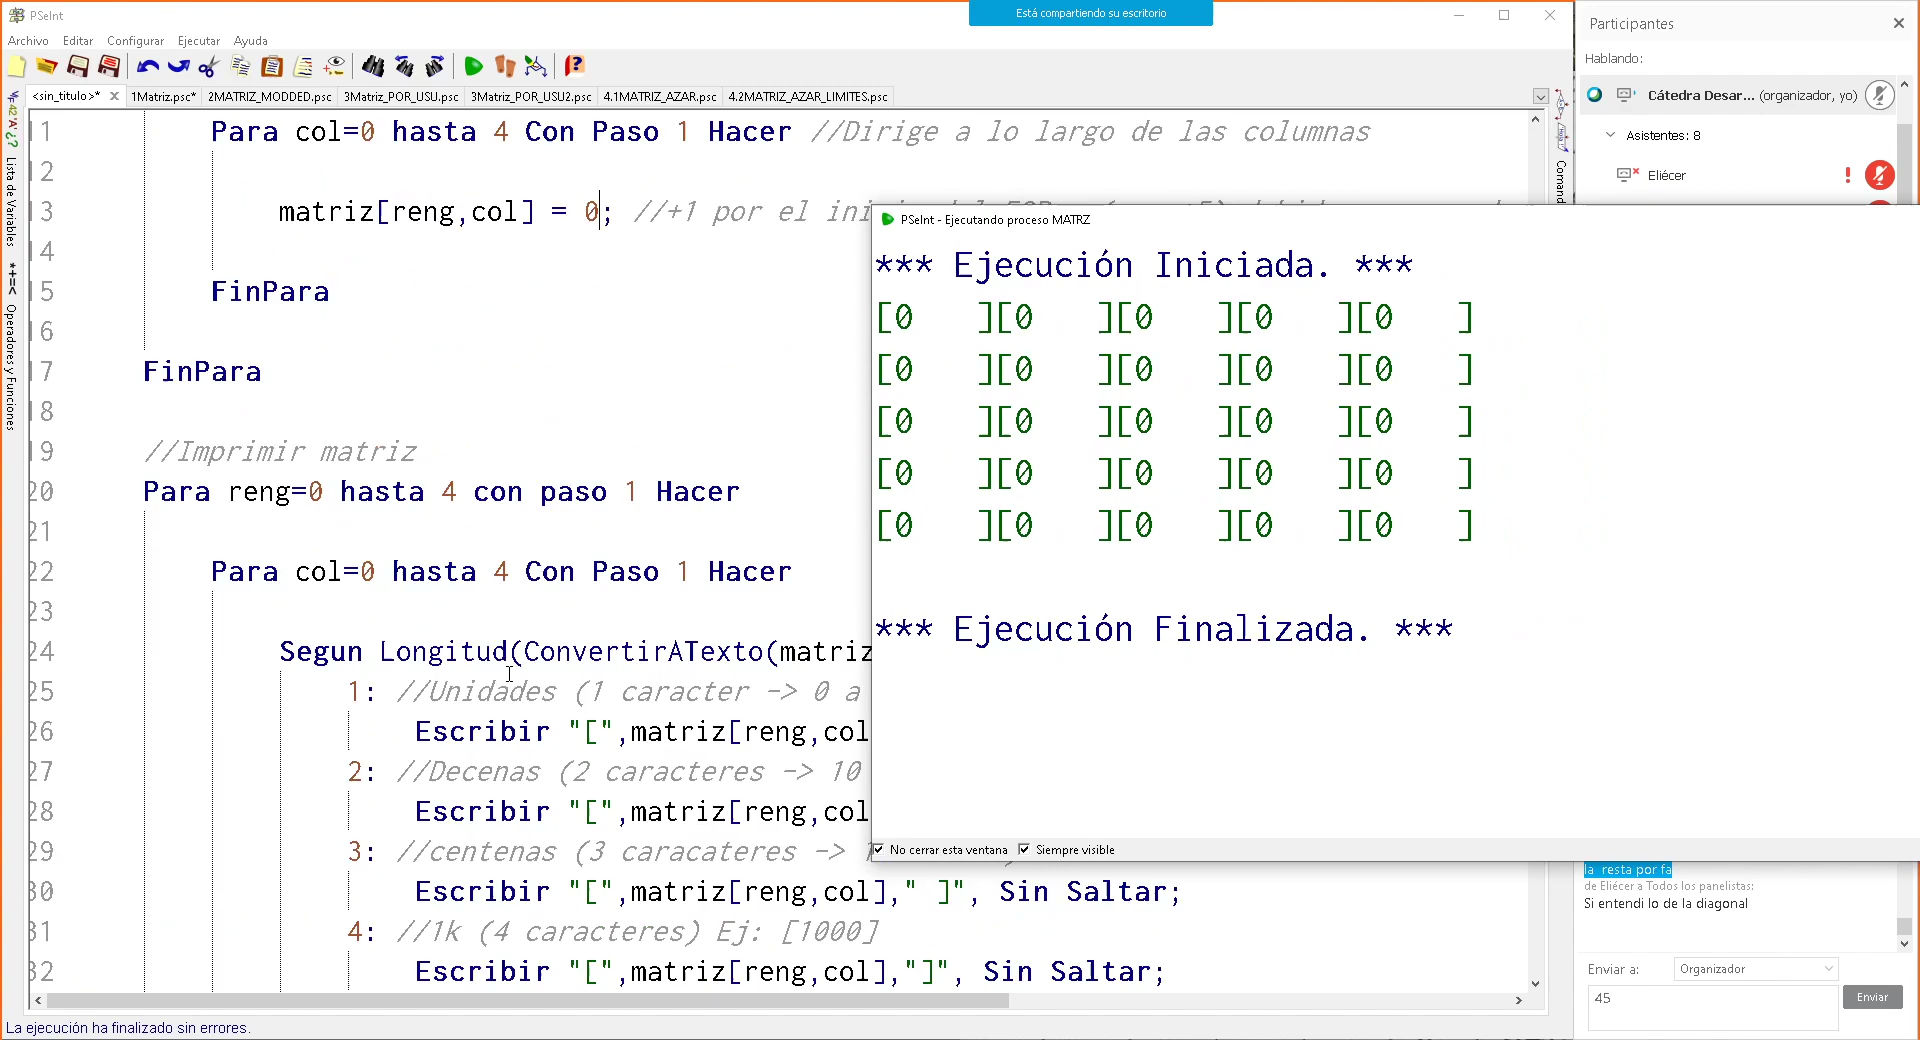 PSeInt
Está compartiendo su escritorio
Archivo Editar Configurar Ejecutar Ayuda
<sin_titulo>* 1Matriz.psc* 2MATRIZ_MODDED.psc 3Matriz_POR_USU.psc 3Matriz_POR_USU2.psc 4.1MATRIZ_AZAR.psc 4.2MATRIZ_AZAR_LIMITES.psc
Lista de Variables
Operadores y Funciones
11 Para col=0 hasta 4 Con Paso 1 Hacer //Dirige a lo largo de las columnas
12
13 matriz[reng,col] = 0; //+1 por el
14
15 FinPara
16
17 FinPara
18
19 //Imprimir matriz
20 Para reng=0 hasta 4 con paso 1 Hacer
21
22 Para col=0 hasta 4 Con Paso 1 Hacer
23
24 Segun Longitud(ConvertirATexto(matriz
25 1: //Unidades (1 caracter -> 0 a
26 Escribir "[",matriz[reng,col
27 2: //Decenas (2 caracteres -> 10
28 Escribir "[",matriz[reng,col
29 3: //centenas (3 caracateres ->
30 Escribir "[",matriz[reng,col]," ]", Sin Saltar;
31 4: //1k (4 caracteres) Ej: [1000]
32 Escribir "[",matriz[reng,col],"]", Sin Saltar;
La ejecución ha finalizado sin errores.
PSeInt - Ejecutando proceso MATRZ
*** Ejecución Iniciada. ***
[0 ][0 ][0 ][0 ][0 ]
[0 ][0 ][0 ][0 ][0 ]
[0 ][0 ][0 ][0 ][0 ]
[0 ][0 ][0 ][0 ][0 ]
[0 ][0 ][0 ][0 ][0 ]
*** Ejecución Finalizada. ***
No cerrar esta ventana Siempre visible
Participantes
Hablando:
Cátedra Desar... (organizador, yo)
Asistentes: 8
Eliécer
la resta por fa
de Eliécer a Todos los panelistas:
Si entendi lo de la diagonal
Enviar a: Organizador
45
Enviar